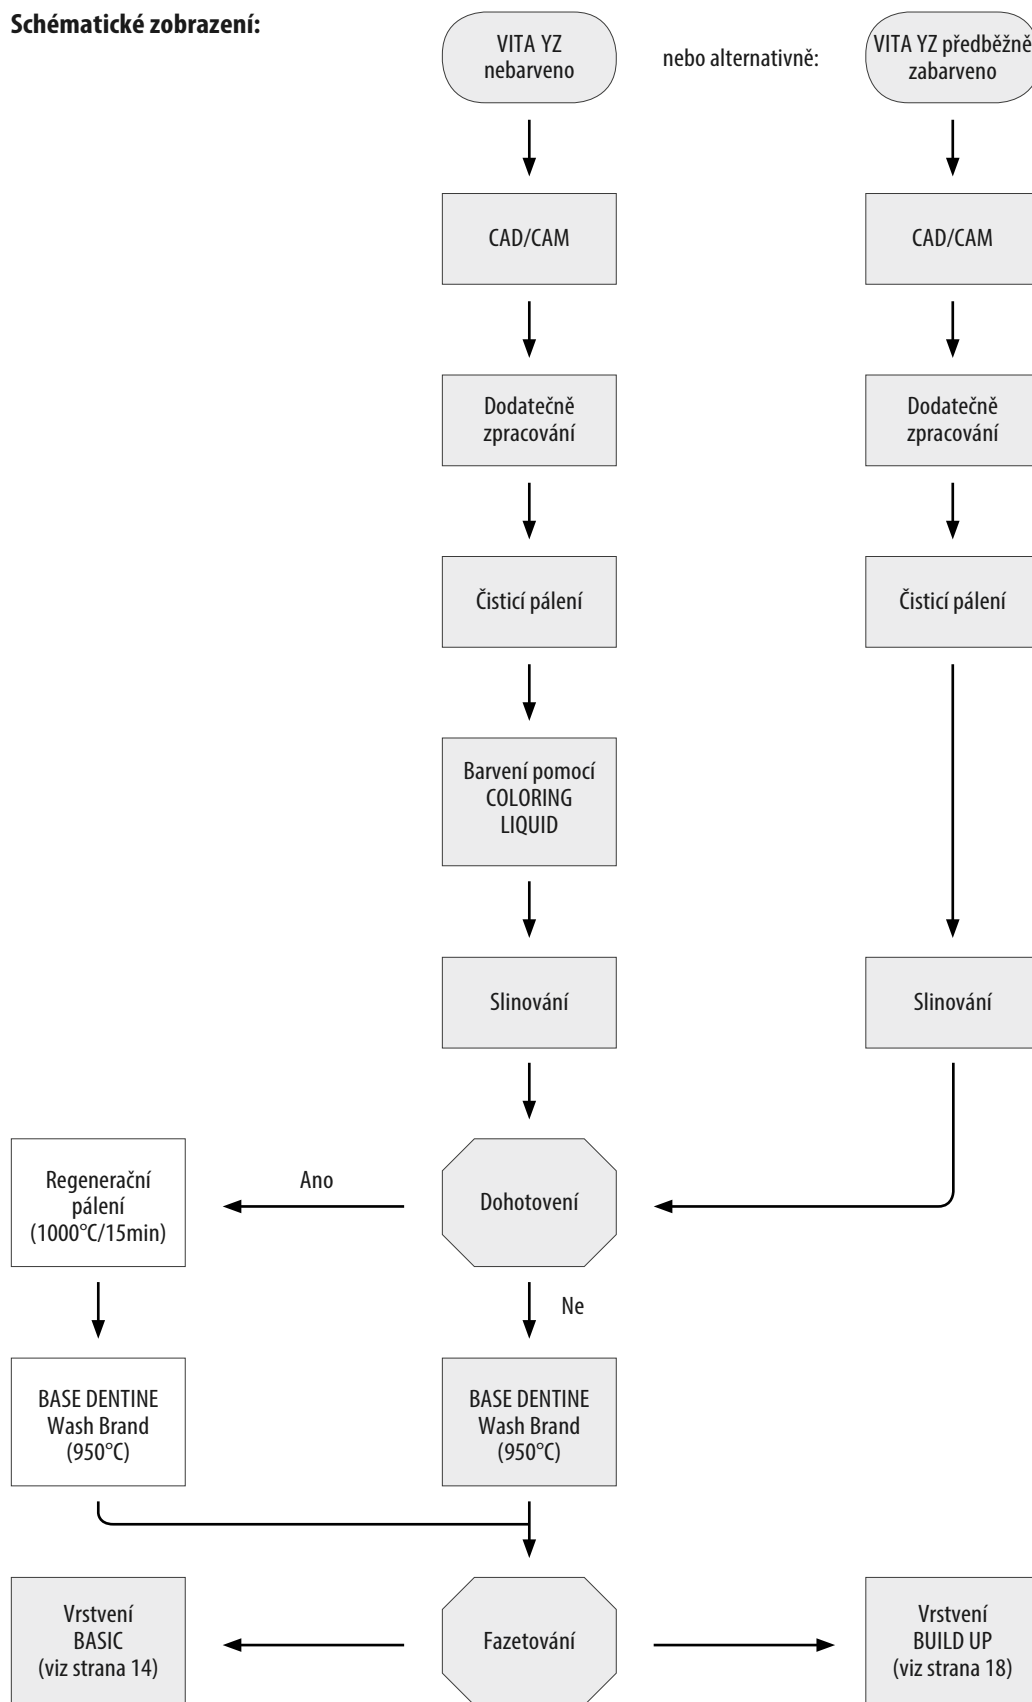 Schématické zobrazení:
VITA YZ
nebarveno
nebo alternativně:
VITA YZ předběžně
zabarveno
CAD/CAM
CAD/CAM
Dodatečně
zpracování
Dodatečně
zpracování
Čisticí pálení
Čisticí pálení
Barvení pomocí
COLORING
LIQUID
Slinování
Slinování
Regenerační
pálení
(1000°C/15min)
Ano
Dohotovení
Ne
BASE DENTINE
Wash Brand
(950°C)
BASE DENTINE
Wash Brand
(950°C)
Vrstvení
BASIC
(viz strana 14)
Fazetování
Vrstvení
BUILD UP
(viz strana 18)